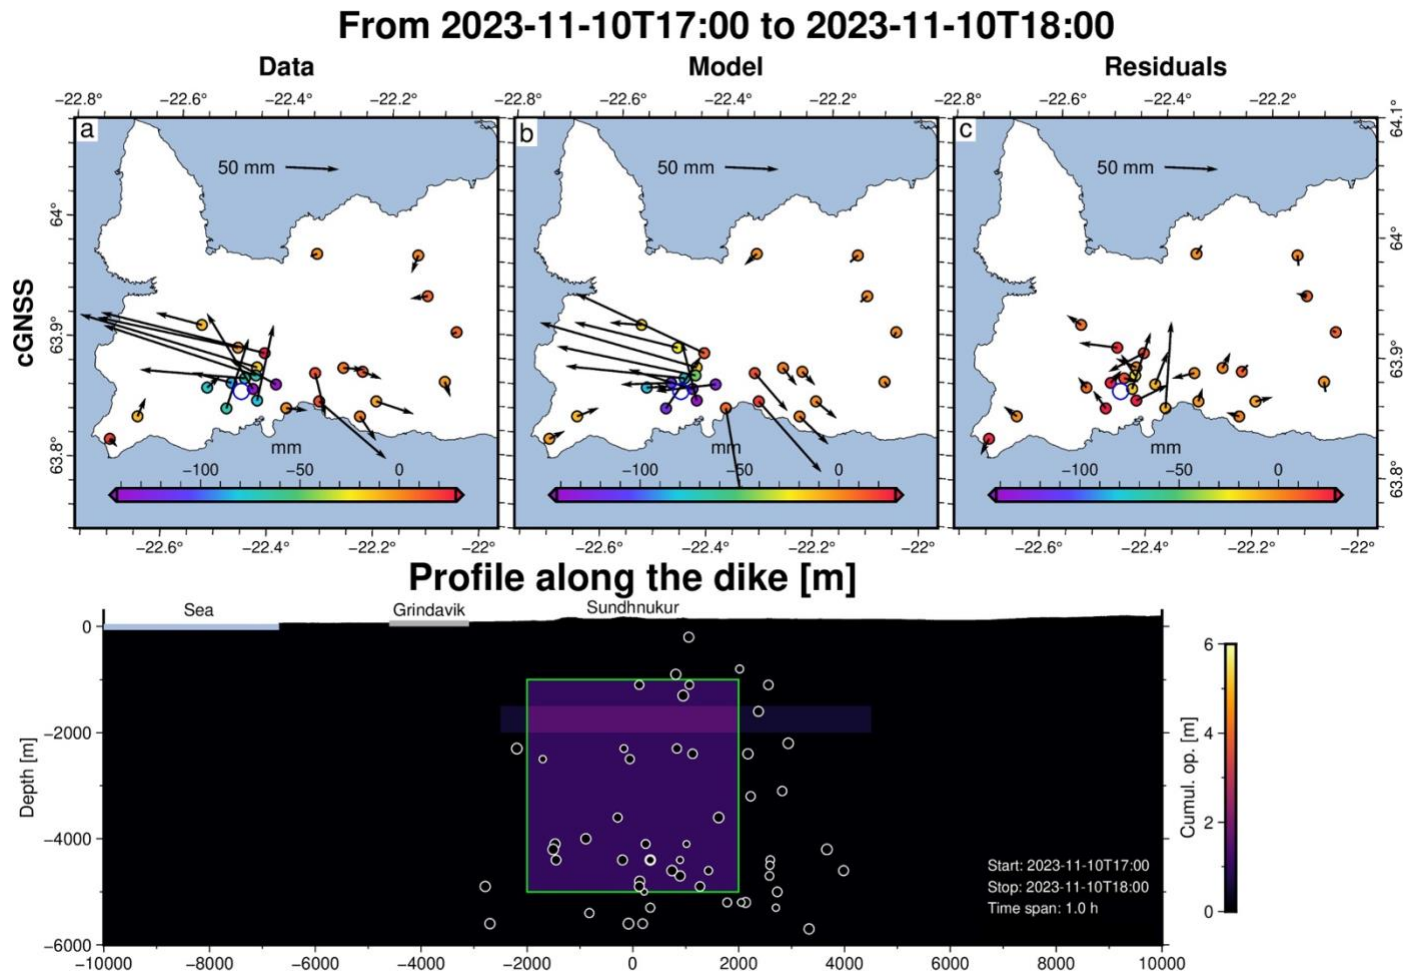 From 2023-11-10T17:00 to 2023-11-10T18:00
Data Model Residuals
−22.8° −22.6° −22.4° −22.2° −22.8° −22.6° −22.4° −22.2° −22.8° −22.6° −22.4° −22.2°
a b c
64.1°
50 mm 50 mm 50 mm
64° 64°
cGNSS
63.9° 63.9°
mm mm mm
63.8° 63.8°
−100 −50 0 −100 −50 0 −100 −50 0
−22.6° −22.4° −22.2° −22° −22.6° −22.4° −22.2° −22° −22.6° −22.4° −22.2° −22°
Profile along the dike [m]
Sea Grindavik Sundhnukur
0
−2000
−4000
−6000
Depth [m]
Start: 2023-11-10T17:00
Stop: 2023-11-10T18:00
Time span: 1.0 h
6
4
2
0
Cumul. op. [m]
−10000 −8000 −6000 −4000 −2000 0 2000 4000 6000 8000 10000